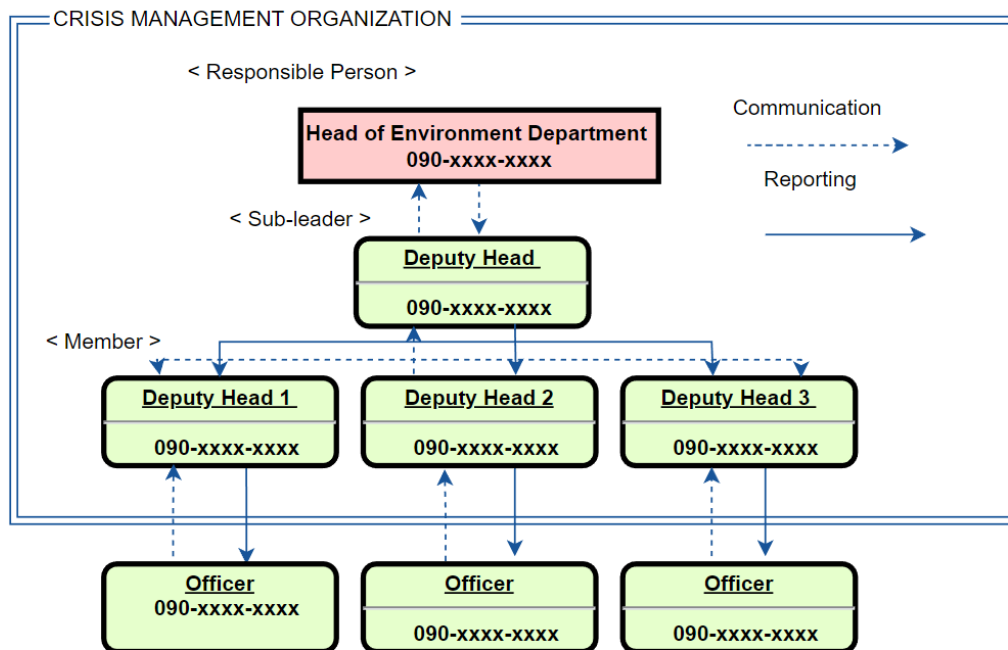 CRISIS MANAGEMENT ORGANIZATION
< Responsible Person >
Head of Environment Department
090-xxxx-xxxx
Communication
Reporting
< Sub-leader >
Deputy Head
090-xxxx-xxxx
< Member >
Deputy Head 1
090-xxxx-xxxx
Deputy Head 2
090-xxxx-xxxx
Deputy Head 3
090-xxxx-xxxx
Officer
090-xxxx-xxxx
Officer
090-xxxx-xxxx
Officer
090-xxxx-xxxx